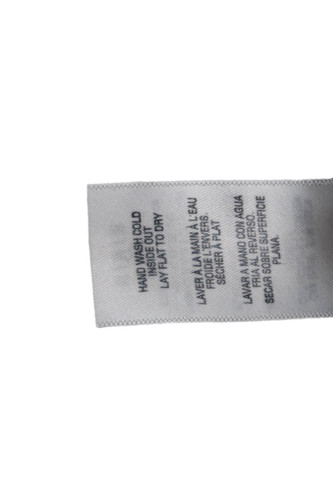 HAND WASH COLD
INSIDE OUT
LAY FLAT TO DRY
LAVER À LA MAIN À L'EAU
FROIDE L'ENVERS.
SÉCHER À PLAT
LAVAR A MANO CON AGUA
FRIA AL REVERSO.
SECAR SOBRE SUPERFICIE
PLANA.